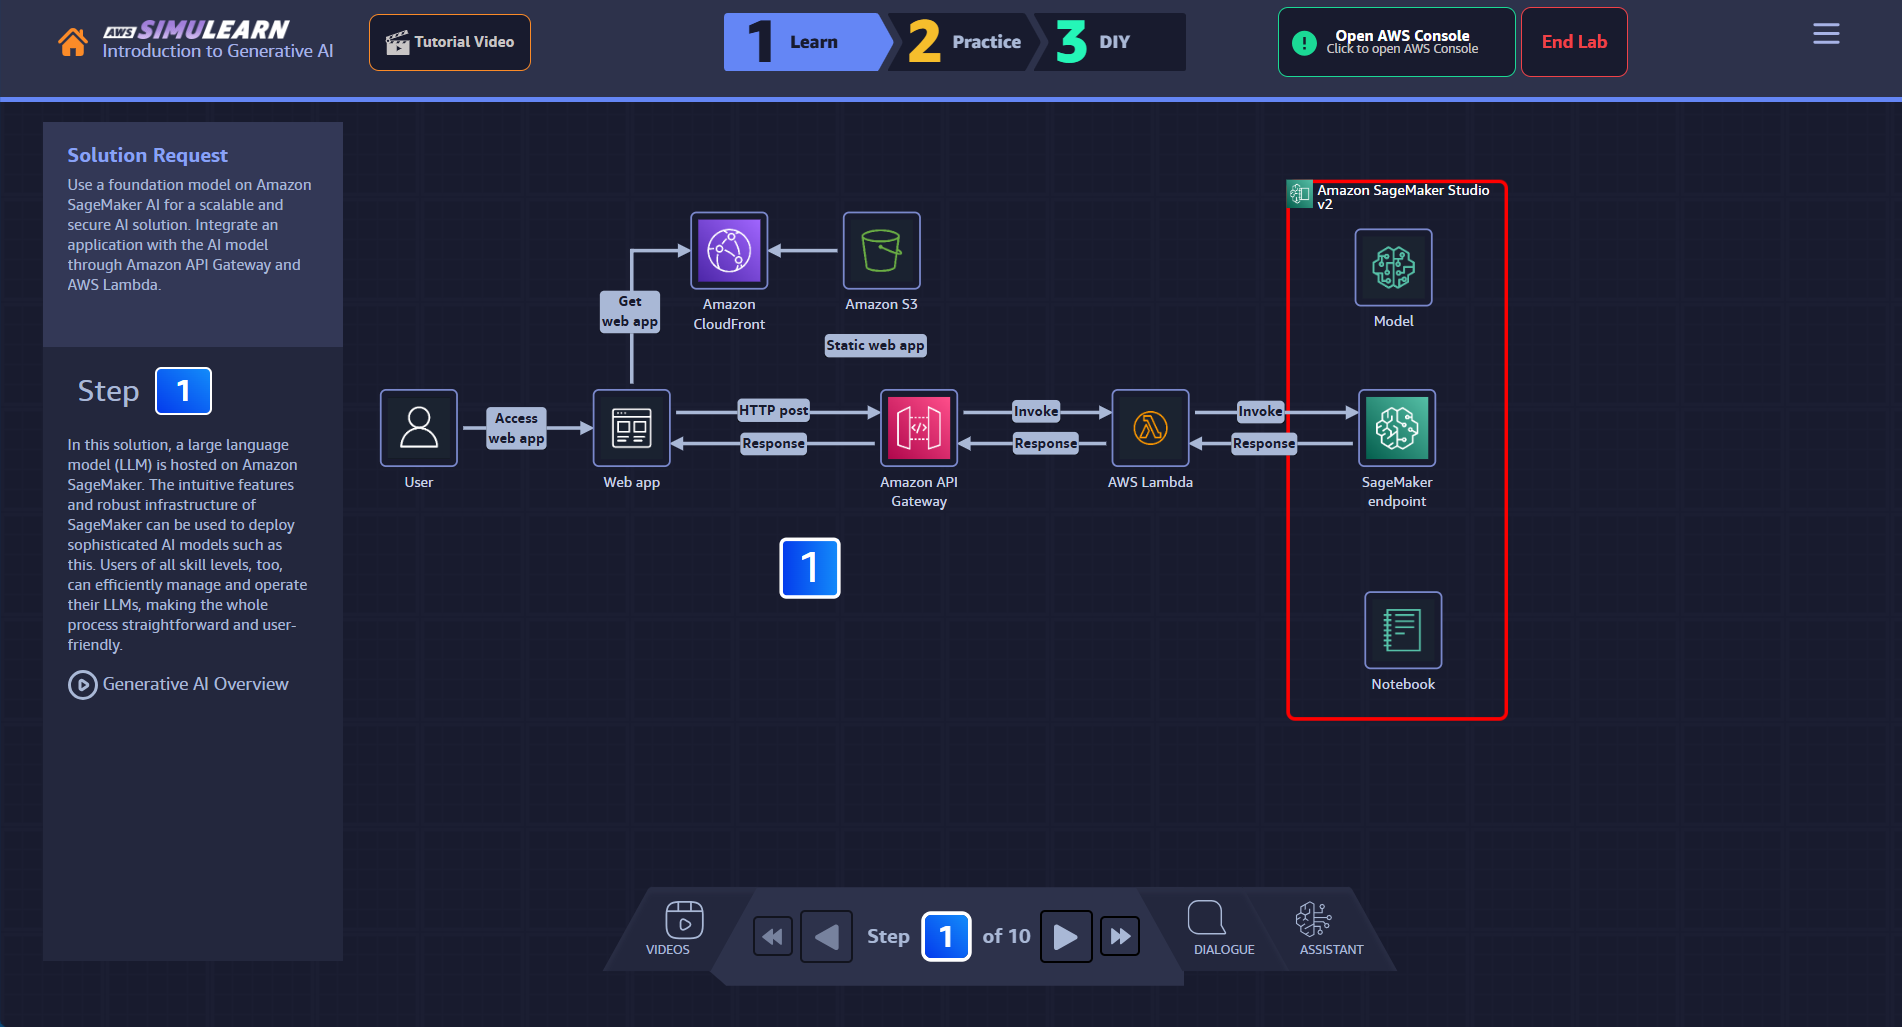 AWS SIMULEARN
Introduction to Generative AI
Tutorial Video
1 Learn
2 Practice
3 DIY
! Open AWS Console
Click to open AWS Console
End Lab
Solution Request
Use a foundation model on Amazon
SageMaker AI for a scalable and
secure AI solution. Integrate an
application with the AI model
through Amazon API Gateway and
AWS Lambda.
Step 1
In this solution, a large language
model (LLM) is hosted on Amazon
SageMaker. The intuitive features
and robust infrastructure of
SageMaker can be used to deploy
sophisticated AI models such as
this. Users of all skill levels, too,
can efficiently manage and operate
their LLMs, making the whole
process straightforward and user-
friendly.
Generative AI Overview
Amazon SageMaker Studio
v2
Get
web app
Amazon
CloudFront
Amazon S3
Static web app
Model
User
Access
web app
Web app
HTTP post
Response
Amazon API
Gateway
Invoke
Response
AWS Lambda
Invoke
Response
SageMaker
endpoint
1
Notebook
VIDEOS
Step 1 of 10
DIALOGUE
ASSISTANT